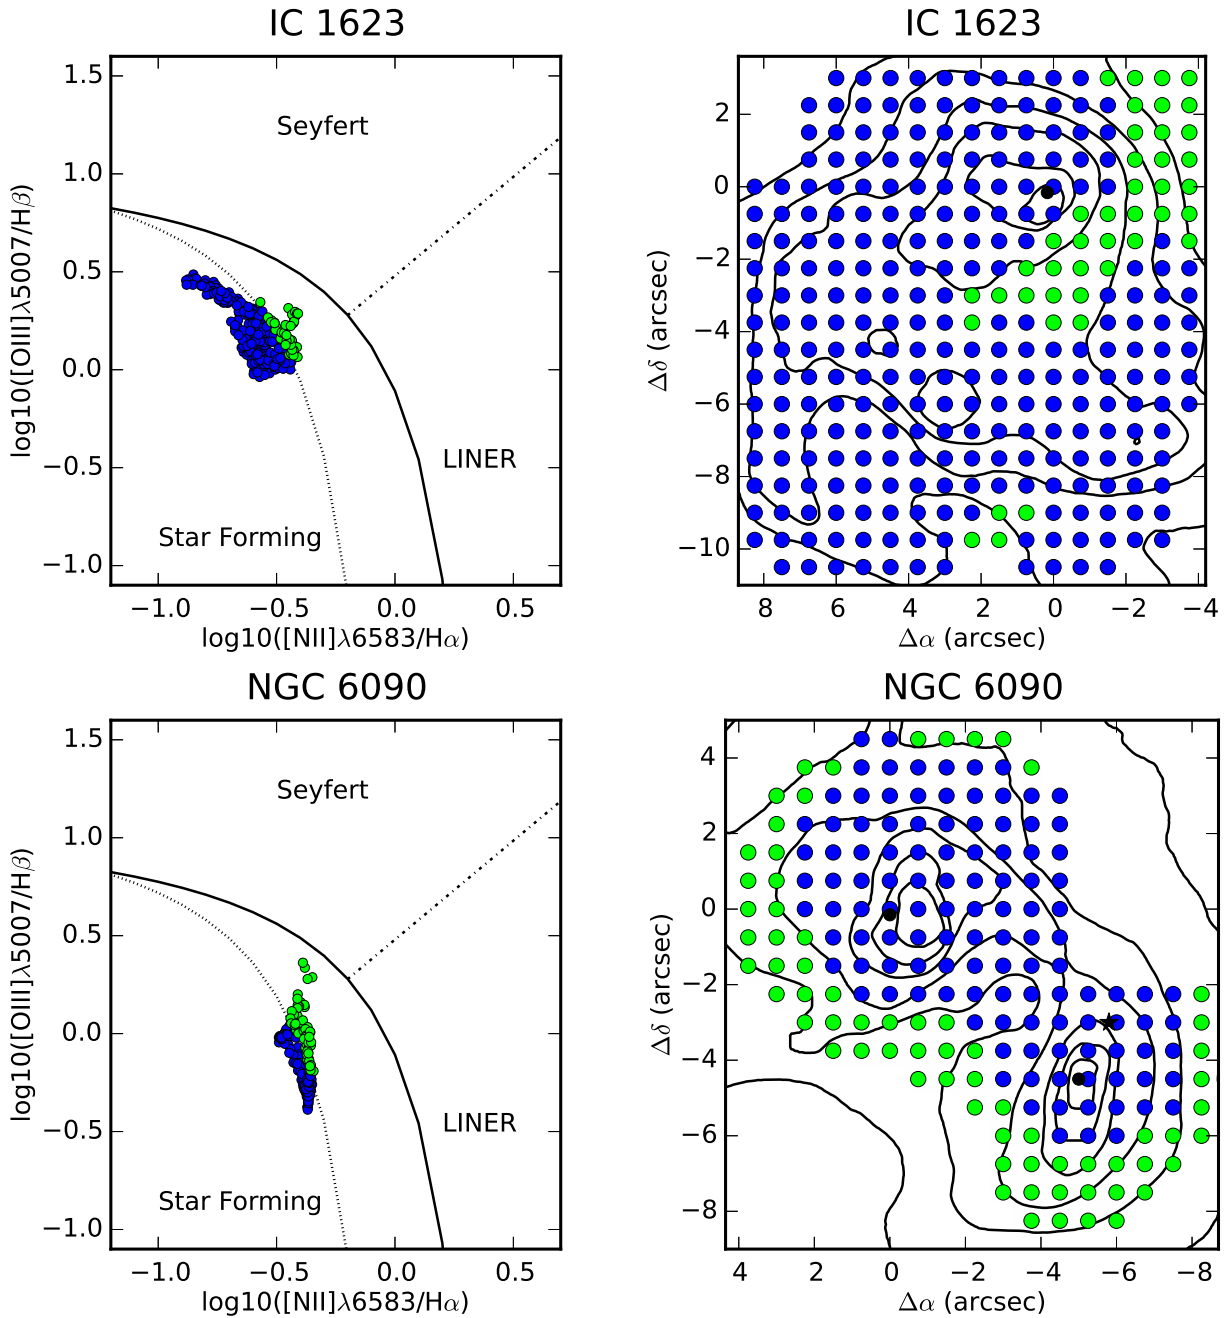 IC 1623
1.5
1.0
0.5
0.0
−0.5
−1.0
log10([OIII]λ5007/Hβ)
Seyfert
LINER
Star Forming
−1.0 −0.5 0.0 0.5
log10([NII]λ6583/Hα)
IC 1623
2
0
−2
−4
−6
−8
−10
Δδ (arcsec)
8 6 4 2 0 −2 −4
Δα (arcsec)
NGC 6090
1.5
1.0
0.5
0.0
−0.5
−1.0
log10([OIII]λ5007/Hβ)
Seyfert
LINER
Star Forming
−1.0 −0.5 0.0 0.5
log10([NII]λ6583/Hα)
NGC 6090
4
2
0
−2
−4
−6
−8
Δδ (arcsec)
4 2 0 −2 −4 −6 −8
Δα (arcsec)